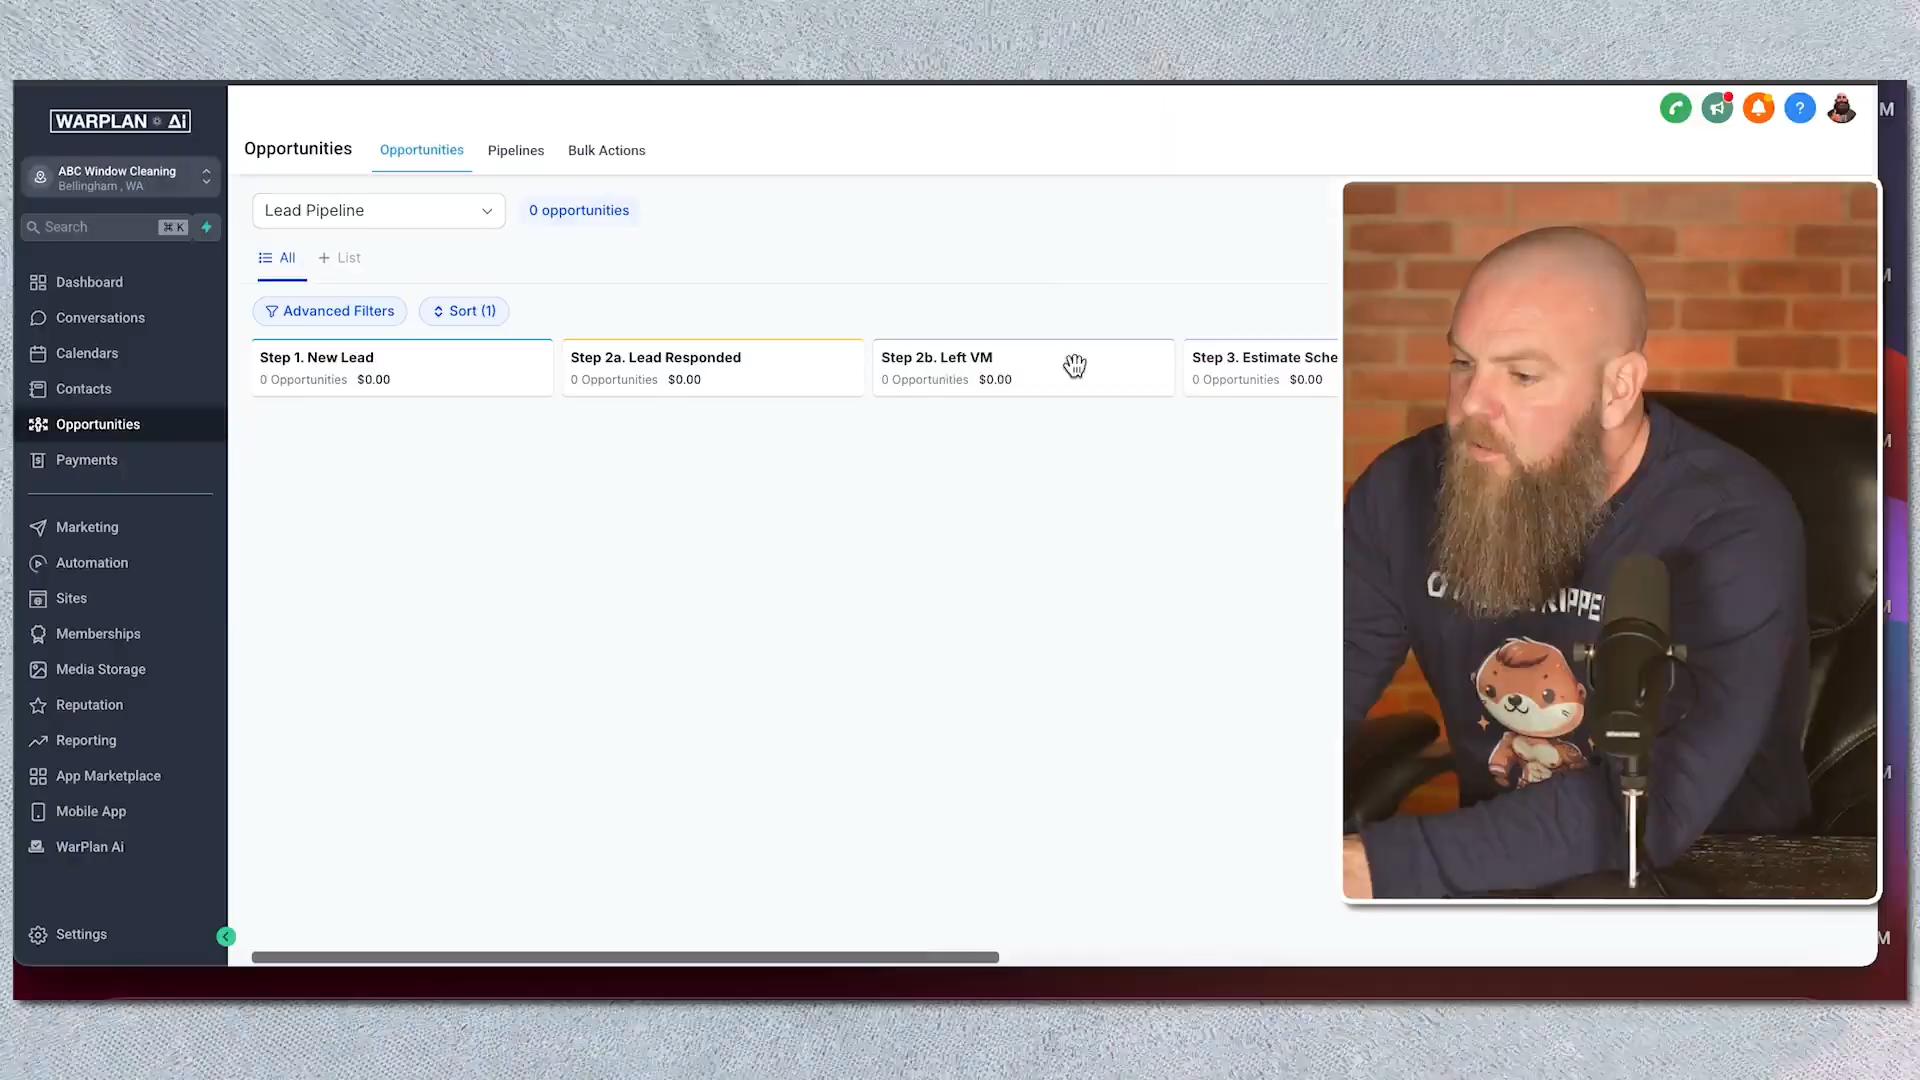 WARPLAN Ai
ABC Window Cleaning
Bellingham , WA
Search
⌘ K
Dashboard
Conversations
Calendars
Contacts
Opportunities
Payments
Marketing
Automation
Sites
Memberships
Media Storage
Reputation
Reporting
App Marketplace
Mobile App
WarPlan Ai
Settings
Opportunities
Opportunities
Pipelines
Bulk Actions
Lead Pipeline
0 opportunities
All
+ List
Advanced Filters
Sort (1)
Step 1. New Lead
0 Opportunities $0.00
Step 2a. Lead Responded
0 Opportunities $0.00
Step 2b. Left VM
0 Opportunities $0.00
Step 3. Estimate Sche
0 Opportunities $0.00
?
M